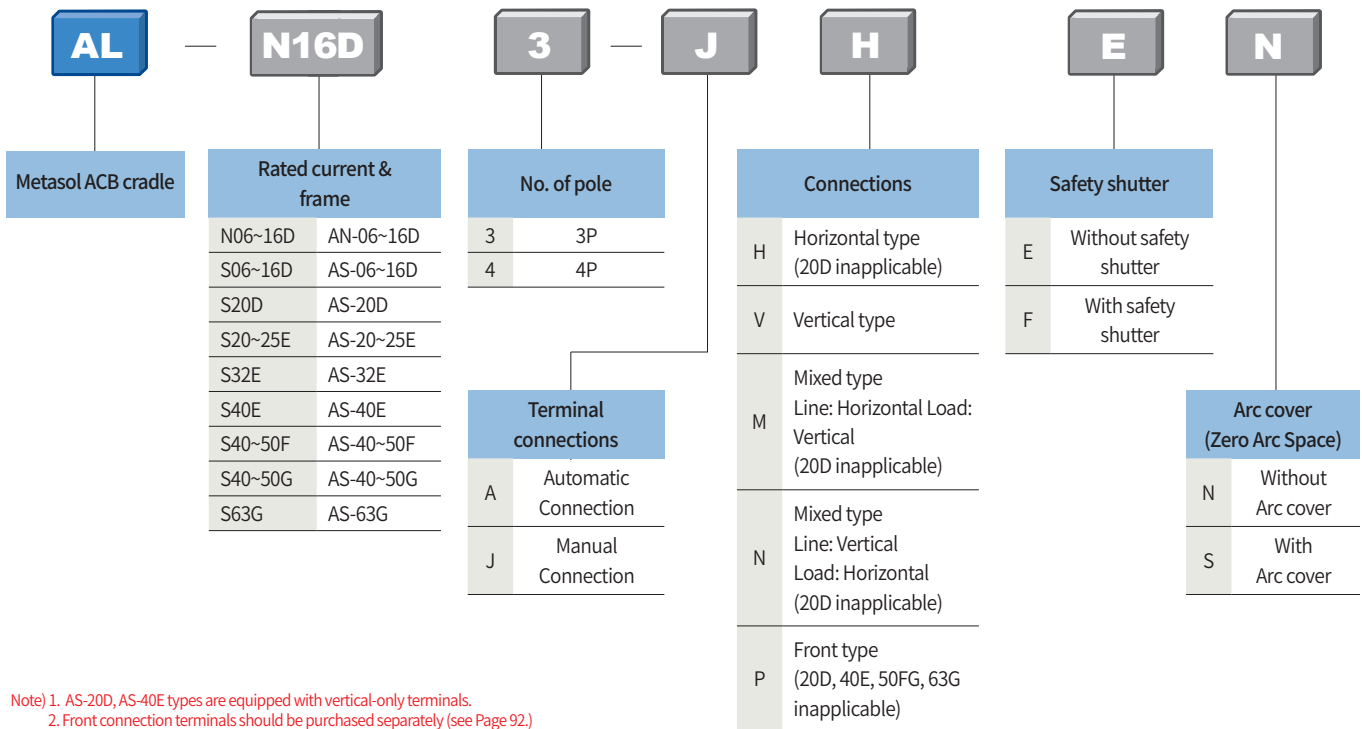 AL — N16D 3 — J H E N
Metasol ACB cradle
Rated current &
frame
N06~16D AN-06~16D
S06~16D AS-06~16D
S20D AS-20D
S20~25E AS-20~25E
S32E AS-32E
S40E AS-40E
S40~50F AS-40~50F
S40~50G AS-40~50G
S63G AS-63G
No. of pole
3 3P
4 4P
Terminal
connections
A Automatic
Connection
J Manual
Connection
Connections
H Horizontal type
(20D inapplicable)
V Vertical type
M Mixed type
Line: Horizontal Load:
Vertical
(20D inapplicable)
N Mixed type
Line: Vertical
Load: Horizontal
(20D inapplicable)
P Front type
(20D, 40E, 50FG, 63G
inapplicable)
Safety shutter
E Without safety
shutter
F With safety
shutter
Arc cover
(Zero Arc Space)
N Without
Arc cover
S With
Arc cover
Note) 1. AS-20D, AS-40E types are equipped with vertical-only terminals.
2. Front connection terminals should be purchased separately (see Page 92.)